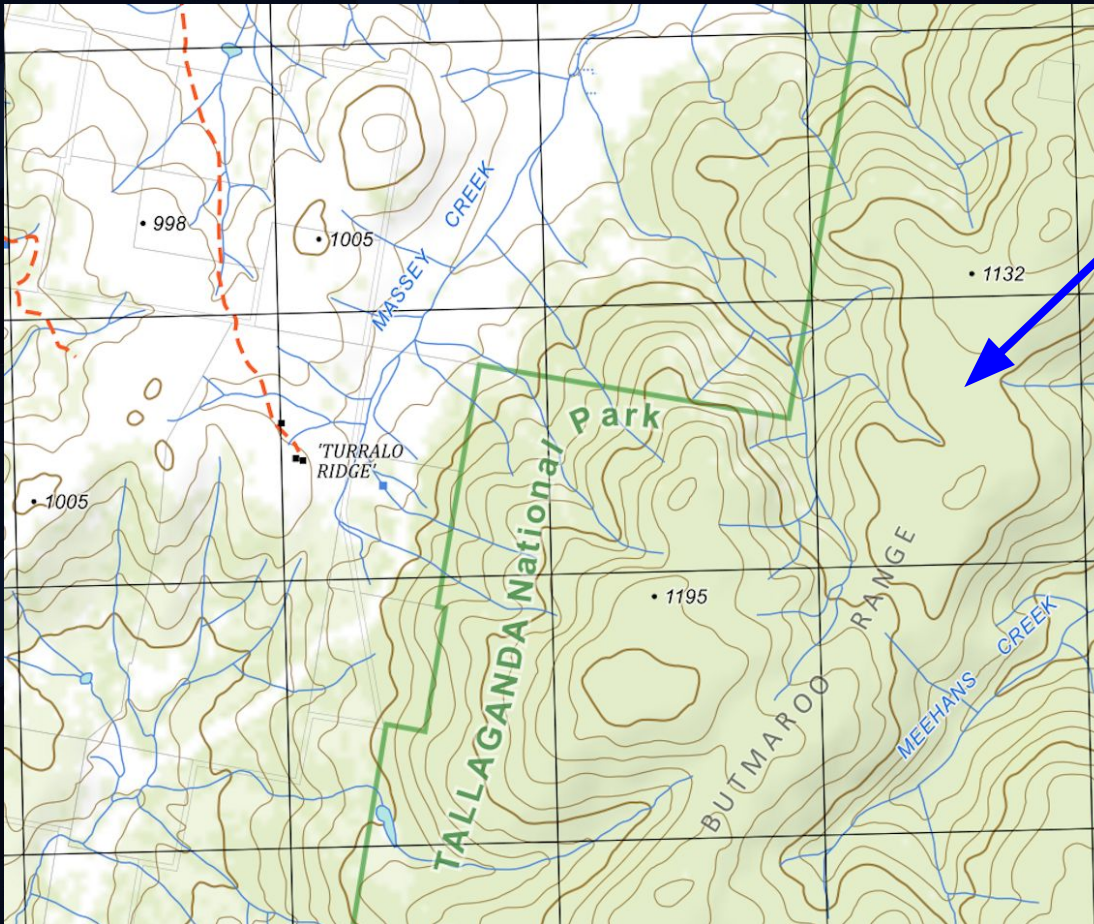 998
1005
MASSEY CREEK
1132
'TURRALO
RIDGE'
1005
TALLAGANDA National Park
1195
BUTMAROO RANGE
MEEHANS CREEK